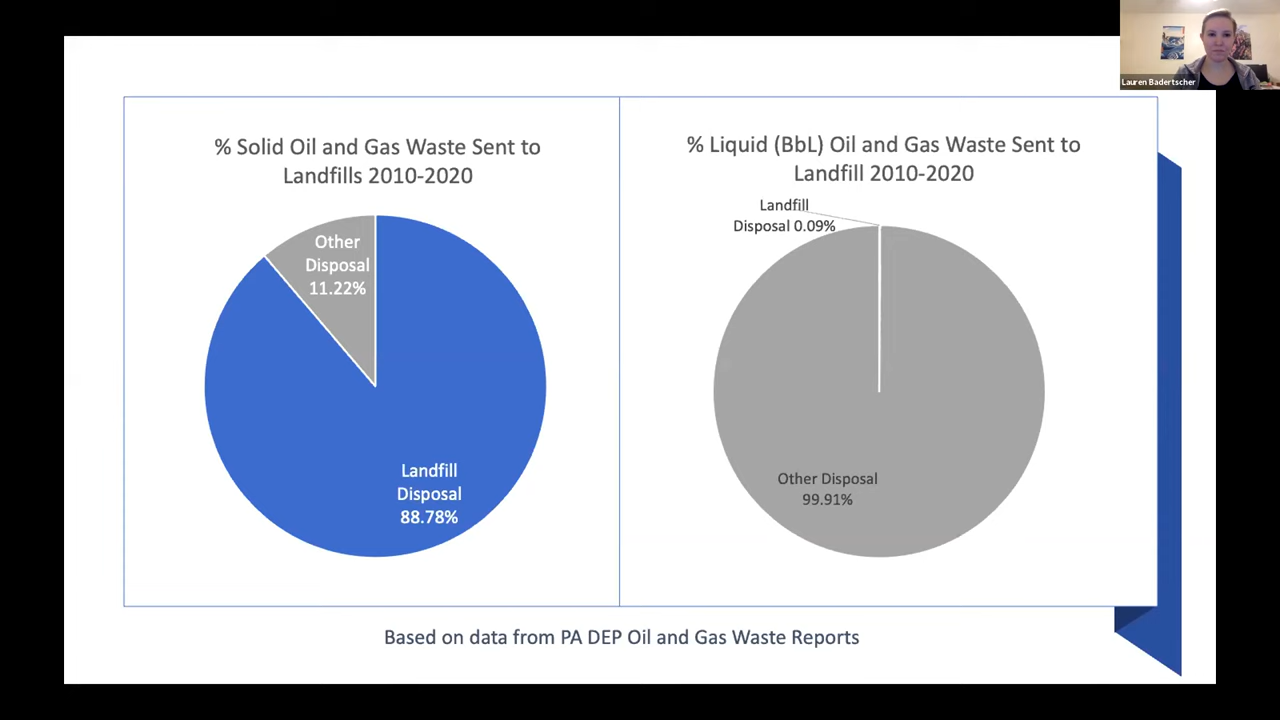 Lauren Badertscher
% Solid Oil and Gas Waste Sent to
Landfills 2010-2020
Other
Disposal
11.22%
Landfill
Disposal
88.78%
% Liquid (BbL) Oil and Gas Waste Sent to
Landfill 2010-2020
Landfill
Disposal 0.09%
Other Disposal
99.91%
Based on data from PA DEP Oil and Gas Waste Reports